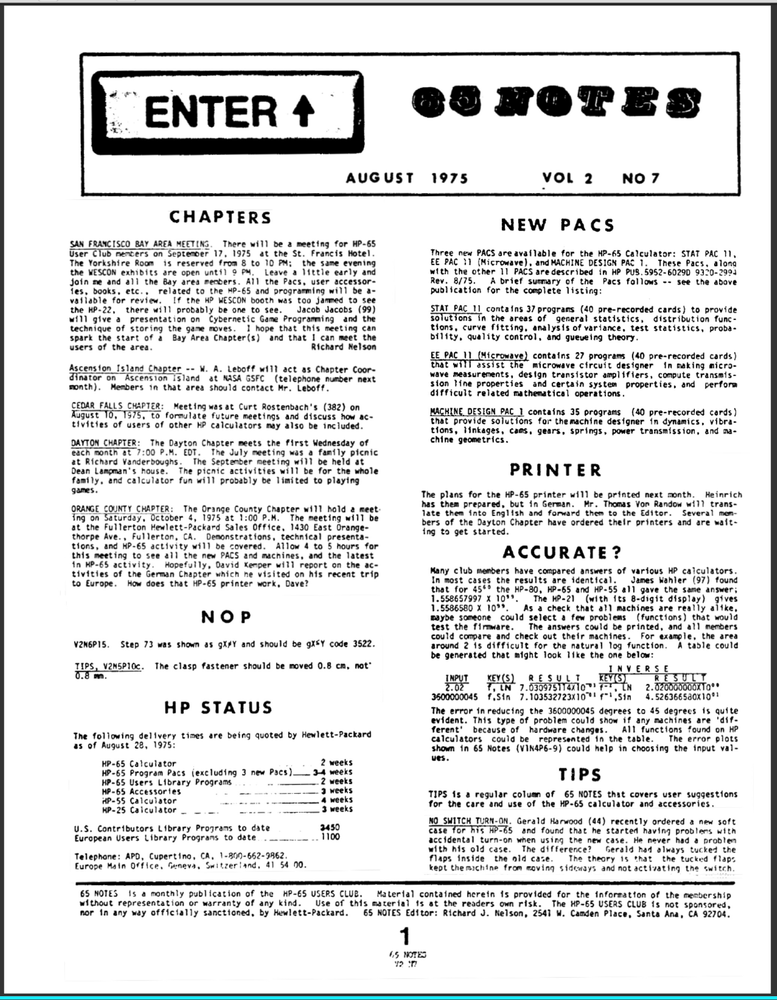 ENTER ↑
65 NOTES
AUGUST 1975 VOL 2 NO 7
CHAPTERS
SAN FRANCISCO BAY AREA MEETING. There will be a meeting for HP-65
User Club members on September 17, 1975 at the St. Francis Hotel.
The Yorkshire Room is reserved from 8 to 10 PM; the same evening
the WESCON exhibits are open until 9 PM. Leave a little early and
join me and all the Bay area members. All the Pacs, user accessor-
ies, books, etc., related to the HP-65 and programming will be a-
vailable for review. If the HP WESCON booth was too jammed to see
the HP-22, there will probably be one to see. Jacob Jacobs (99)
will give a presentation on Cybernetic Game Programming and the
technique of storing the game moves. I hope that this meeting can
spark the start of a Bay Area Chapter(s) and that I can meet the
users of the area. Richard Nelson
Ascension Island Chapter -- W. A. Leboff will act as Chapter Coor-
dinator on Ascension Island at NASA GSFC (telephone number next
month). Members in that area should contact Mr. Leboff.
CEDAR FALLS CHAPTER: Meeting was at Curt Rostenbach's (382) on
August 10, 1975, to formulate future meetings and discuss how ac-
tivities of users of other HP calculators may also be included.
DAYTON CHAPTER: The Dayton Chapter meets the first Wednesday of
each month at 7:00 P.M. EDT. The July meeting was a family picnic
at Richard Vanderboughs. The September meeting will be held at
Dean Lampman's house. The picnic activities will be for the whole
family, and calculator fun will probably be limited to playing
games.
ORANGE COUNTY CHAPTER: The Orange County Chapter will hold a meet-
ing on Saturday, October 4, 1975 at 1:00 P.M. The meeting will be
at the Fullerton Hewlett-Packard Sales Office, 1430 East Orange-
thorpe Ave., Fullerton, CA. Demonstrations, technical presenta-
tions, and HP-65 activity will be covered. Allow 4 to 5 hours for
this meeting to see all the new PACS and machines, and the latest
in HP-65 activity. Hopefully, David Kemper will report on the ac-
tivities of the German Chapter which he visited on his recent trip
to Europe. How does that HP-65 printer work, Dave?
NOP
V2N6P15. Step 73 was shown as gX≠Y and should be gX≤Y code 3522.
TIPS, V2N5P10c. The clasp fastener should be moved 0.8 cm, not
0.8 mm.
HP STATUS
The following delivery times are being quoted by Hewlett-Packard
as of August 28, 1975:
HP-65 Calculator 2 weeks
HP-65 Program Pacs (excluding 3 new Pacs) 3-4 weeks
HP-65 Users Library Programs 2 weeks
HP-65 Accessories 3 weeks
HP-55 Calculator 4 weeks
HP-25 Calculator 3 weeks
U.S. Contributors Library Programs to date 3450
European Users Library Programs to date 1100
Telephone: APD, Cupertino, CA, 1-800-662-9862.
Europe Main Office, Geneva, Switzerland, 41 54 00.
NEW PACS
Three new PACS are available for the HP-65 Calculator: STAT PAC 11,
EE PAC 11 (Microwave), and MACHINE DESIGN PAC 1. These Pacs, along
with the other 11 PACS are described in HP PUB.5952-6029D 9320-2994
Rev. 8/75. A brief summary of the Pacs follows -- see the above
publication for the complete listing:
STAT PAC 11 contains 37 programs (40 pre-recorded cards) to provide
solutions in the areas of general statistics, distribution func-
tions, curve fitting, analysis of variance, test statistics, proba-
bility, quality control, and gueueing theory.
EE PAC 11 (Microwave) contains 27 programs (40 pre-recorded cards)
that will assist the microwave circuit designer in making micro-
wave measurements, design transistor amplifiers, compute transmis-
sion line properties and certain system properties, and perform
difficult related mathematical operations.
MACHINE DESIGN PAC 1 contains 35 programs (40 pre-recorded cards)
that provide solutions for the machine designer in dynamics, vibra-
tions, linkages, cams, gears, springs, power transmission, and ma-
chine geometrics.
PRINTER
The plans for the HP-65 printer will be printed next month. Heinrich
has them prepared, but in German. Mr. Thomas Von Randow will trans-
late them into English and forward them to the Editor. Several mem-
bers of the Dayton Chapter have ordered their printers and are wait-
ing to get started.
ACCURATE?
Many club members have compared answers of various HP calculators.
In most cases the results are identical. James Wahler (97) found
that for 45⁶⁰ the HP-80, HP-65 and HP-55 all gave the same answer;
1.558657997 X 10⁹⁹. The HP-21 (with its 8-digit display) gives
1.5586580 X 10⁹⁹. As a check that all machines are really alike,
maybe someone could select a few problems (functions) that would
test the firmware. The answers could be printed, and all members
could compare and check out their machines. For example, the area
around 2 is difficult for the natural log function. A table could
be generated that might look like the one below:
INVERSE
INPUT KEY(S) RESULT KEY(S) RESULT
2.02 f, LN 7.030975114X10⁻⁰¹ f⁻¹, LN 2.020000000X10⁰⁰
3600000045 f,Sin 7.103532723X10⁻⁰¹ f⁻¹,Sin 4.526366580X10⁰¹
The error in reducing the 3600000045 degrees to 45 degrees is quite
evident. This type of problem could show if any machines are 'dif-
ferent' because of hardware changes. All functions found on HP
calculators could be represented in the table. The error plots
shown in 65 Notes (V1N4P6-9) could help in choosing the input val-
ues.
TIPS
TIPS is a regular column of 65 NOTES that covers user suggestions
for the care and use of the HP-65 calculator and accessories.
NO SWITCH TURN-ON. Gerald Harwood (44) recently ordered a new soft
case for his HP-65 and found that he started having problems with
accidental turn-on when using the new case. He never had a problem
with his old case. The difference? Gerald had always tucked the
flaps inside the old case. The theory is that the tucked flaps
kept the machine from moving sideways and not activating the switch.
65 NOTES is a monthly publication of the HP-65 USERS CLUB. Material contained herein is provided for the information of the membership
without representation or warranty of any kind. Use of this material is at the readers own risk. The HP-65 USERS CLUB is not sponsored,
nor in any way officially sanctioned, by Hewlett-Packard. 65 NOTES Editor: Richard J. Nelson, 2541 W. Camden Place, Santa Ana, CA 92704.
1
65 NOTES
V2 N7